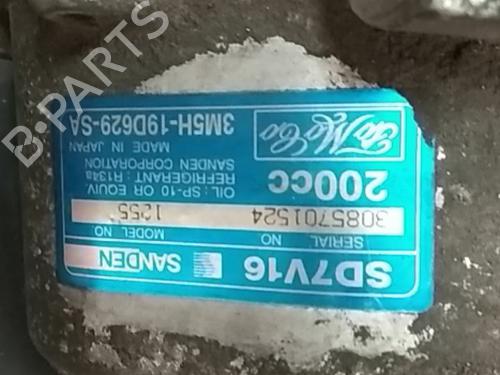 SD7V16 SANDEN
SERIAL NO. MODEL NO.
3085701524 1255
200cc OIL : SP-10 OR EQUIV
REFRIGERANT : R134a
SANDEN CORPORATION
MADE IN JAPAN
FoMoCo
3M5H-19D629-SA
B-PARTS